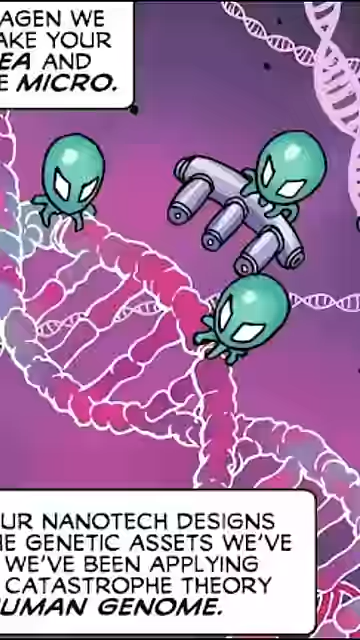 AGEN WE
AKE YOUR
EA AND
E MICRO.
UR NANOTECH DESIGNS
HE GENETIC ASSETS WE'VE
WE'VE BEEN APPLYING
CATASTROPHE THEORY
UMAN GENOME.